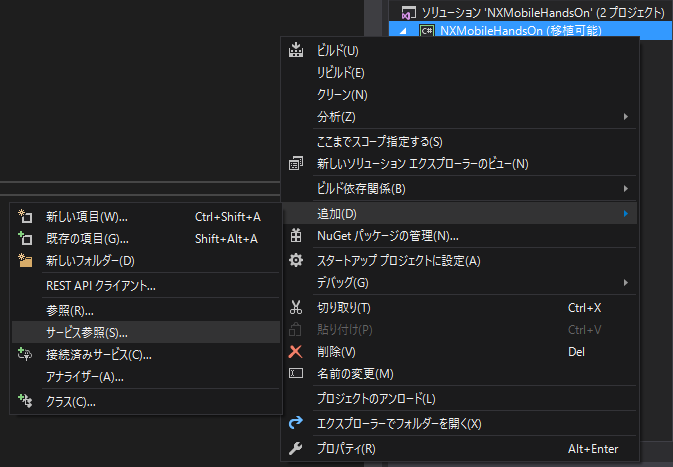 ソリューション 'NXMobileHandsOn' (2 プロジェクト)
C# NXMobileHandsOn (移植可能)
ビルド(U)
リビルド(E)
クリーン(N)
分析(Z)
ここまでスコープ指定する(S)
新しいソリューション エクスプローラーのビュー(N)
ビルド依存関係(B)
追加(D)
NuGet パッケージの管理(N)...
スタートアップ プロジェクトに設定(A)
デバッグ(G)
切り取り(T) Ctrl+X
貼り付け(P) Ctrl+V
削除(V) Del
名前の変更(M)
プロジェクトのアンロード(L)
エクスプローラーでフォルダーを開く(X)
プロパティ(R) Alt+Enter
新しい項目(W)... Ctrl+Shift+A
既存の項目(G)... Shift+Alt+A
新しいフォルダー(D)
REST API クライアント...
参照(R)...
サービス参照(S)...
接続済みサービス(C)...
アナライザー(A)...
クラス(C)...